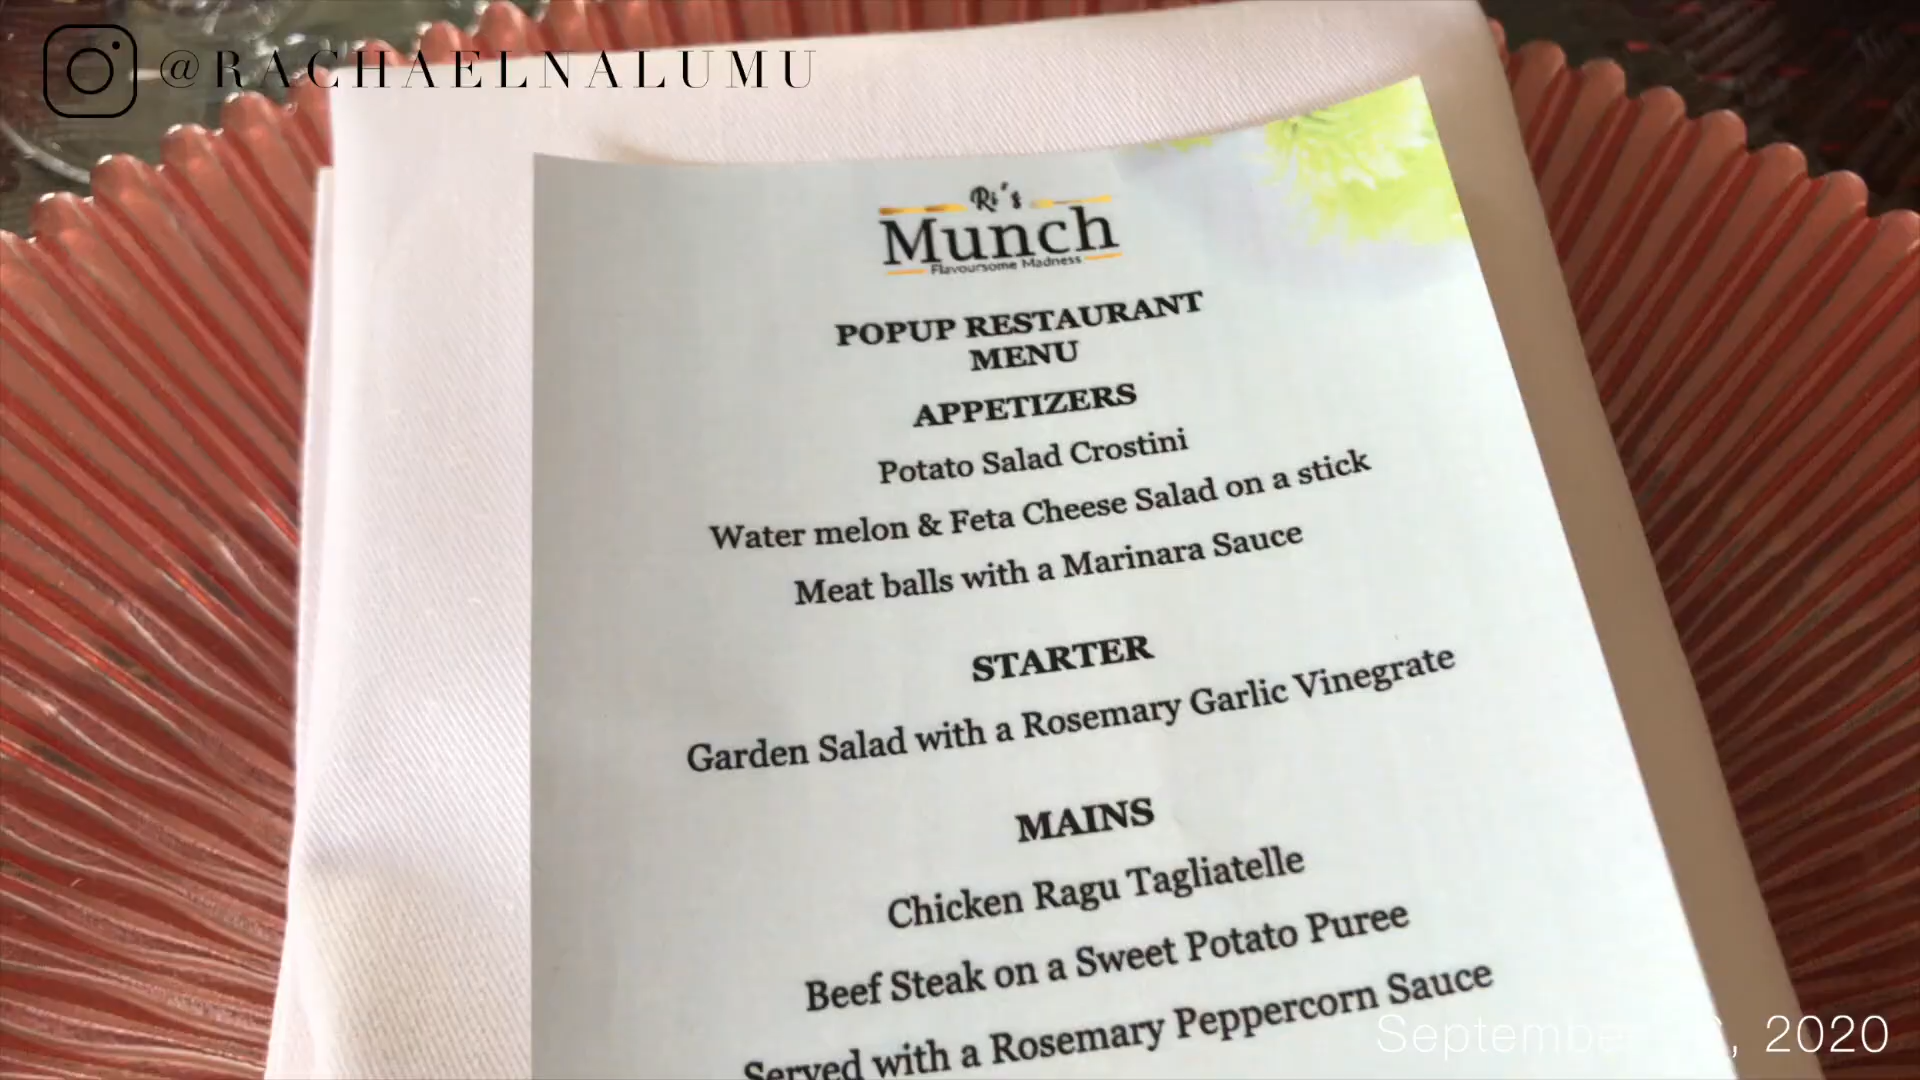 @RACHAELNALUMU
Ri's
Munch
Flavoursome Madness
POPUP RESTAURANT
MENU
APPETIZERS
Potato Salad Crostini
Water melon & Feta Cheese Salad on a stick
Meat balls with a Marinara Sauce
STARTER
Garden Salad with a Rosemary Garlic Vinegrate
MAINS
Chicken Ragu Tagliatelle
Beef Steak on a Sweet Potato Puree
Served with a Rosemary Peppercorn Sauce
September , 2020